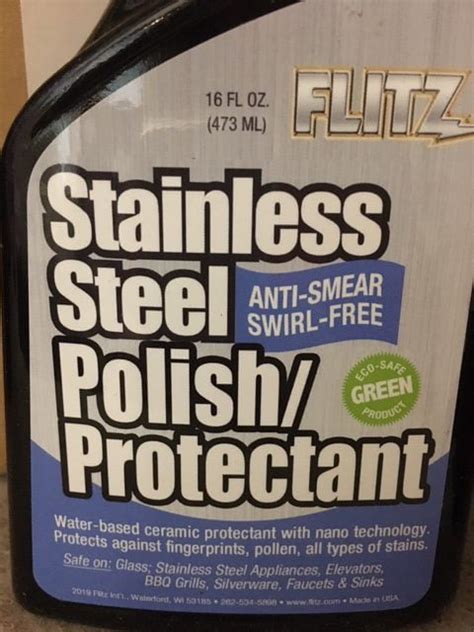 16 FL OZ.
(473 ML)
FLITZ
Stainless
Steel
ANTI-SMEAR
SWIRL-FREE
Polish/
ECO-SAFE
GREEN
PRODUCT
Protectant
Water-based ceramic protectant with nano technology.
Protects against fingerprints, pollen, all types of stains.
Safe on: Glass; Stainless Steel Appliances, Elevators,
BBQ Grills, Silverware, Faucets & Sinks
2019 Flitz Int'l., Waterford, WI 53185 • 262-534-5898 • www.flitz.com • Made in USA